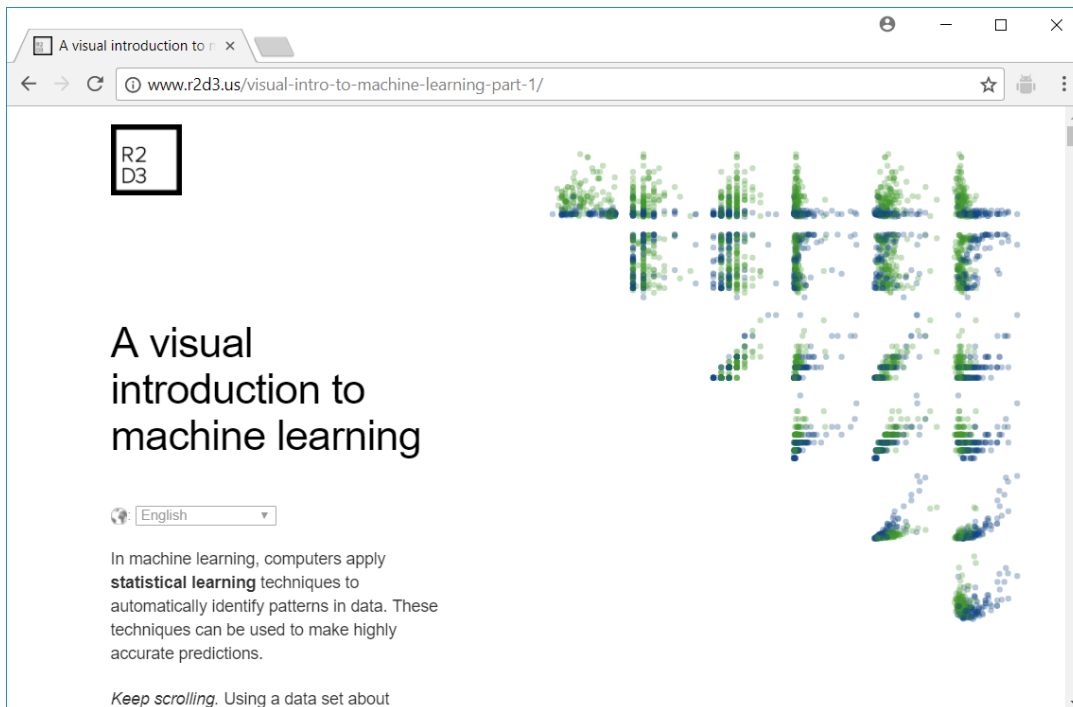 A visual introduction to n
www.r2d3.us/visual-intro-to-machine-learning-part-1/
R2
D3
A visual
introduction to
machine learning
English
In machine learning, computers apply
statistical learning techniques to
automatically identify patterns in data. These
techniques can be used to make highly
accurate predictions.
Keep scrolling. Using a data set about